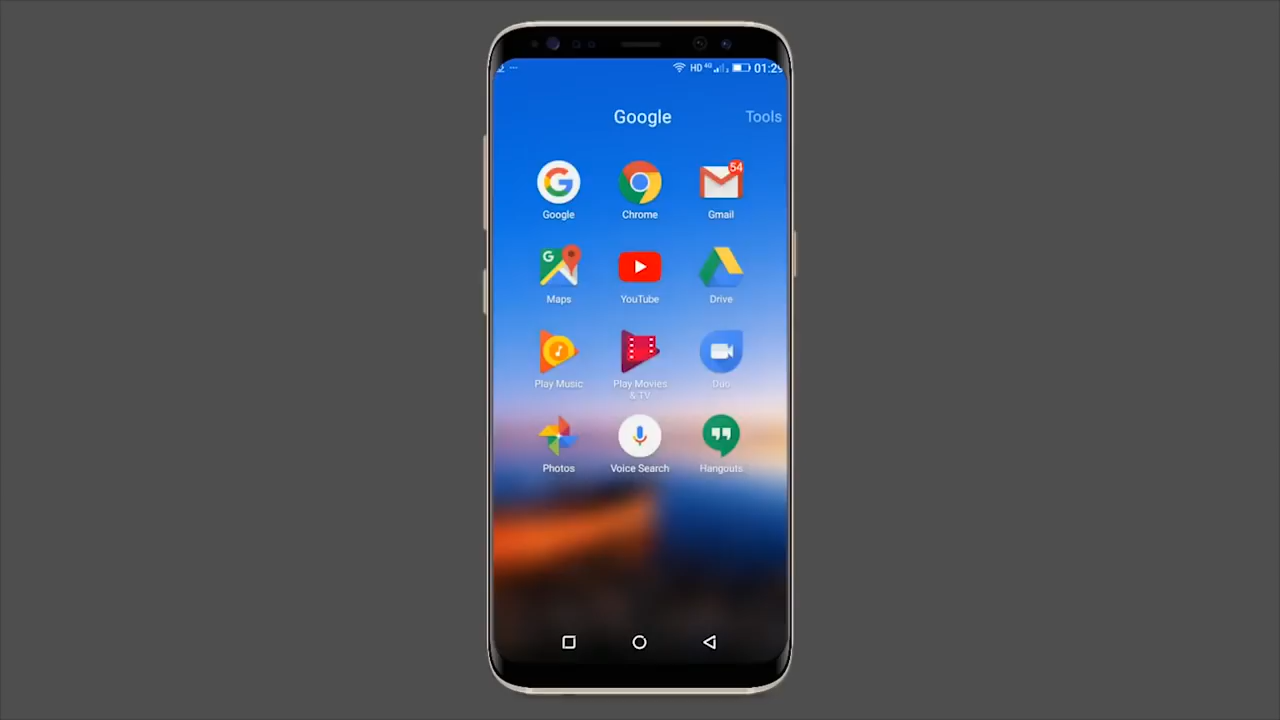 HD 4G 01:29
Google Tools
54
Google Chrome Gmail
G
Maps YouTube Drive
Play Music Play Movies Duo
& TV
Photos Voice Search Hangouts